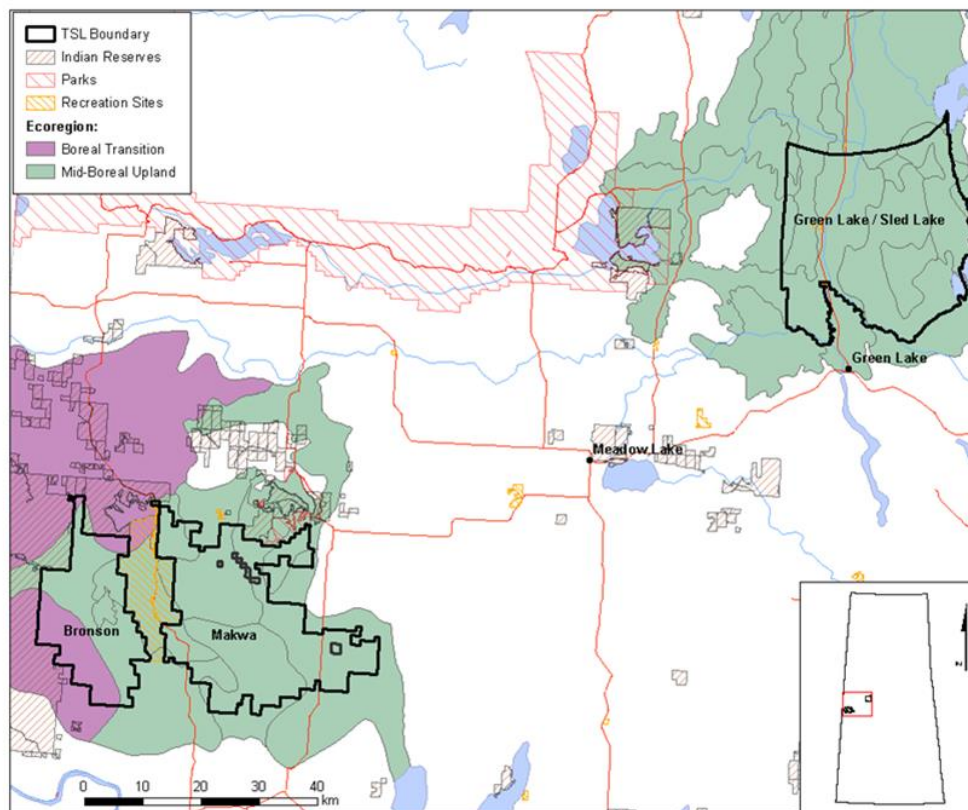 TSL Boundary
Indian Reserves
Parks
Recreation Sites
Ecoregion:
Boreal Transition
Mid-Boreal Upland
Green Lake / Sled Lake
Green Lake
Meadow Lake
Bronson
Makwa
0 10 20 30 40
km
N